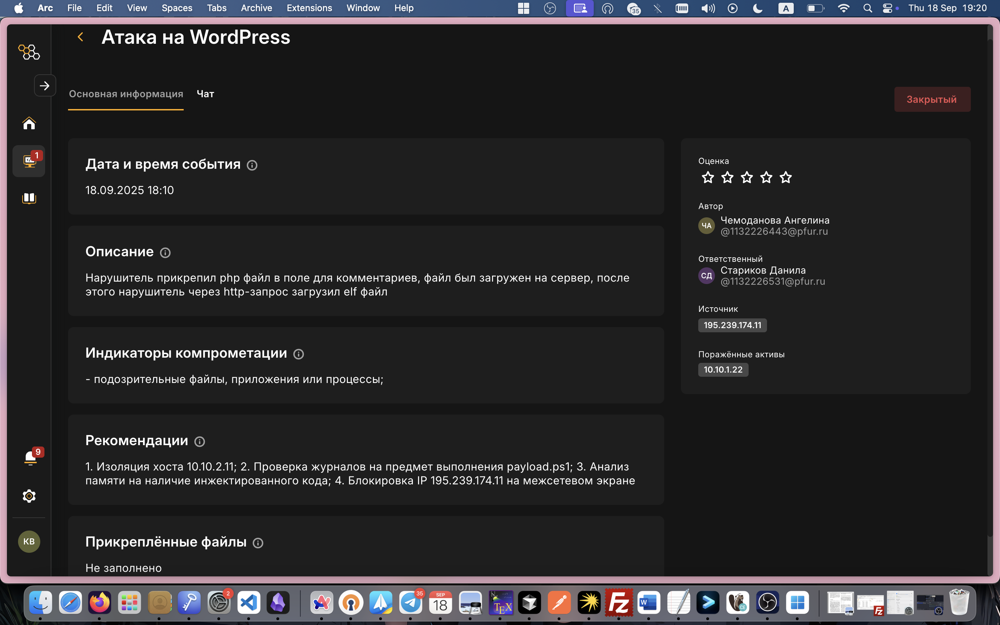 Arc File Edit View Spaces Tabs Archive Extensions Window Help 35 A Thu 18 Sep 19:20
Атака на WordPress
Основная информация Чат
Закрытый
1
Дата и время события
18.09.2025 18:10
Описание
Нарушитель прикрепил php файл в поле для комментариев, файл был загружен на сервер, после
этого нарушитель через http-запрос загрузил elf файл
Индикаторы компрометации
- подозрительные файлы, приложения или процессы;
Рекомендации
1. Изоляция хоста 10.10.2.11; 2. Проверка журналов на предмет выполнения payload.ps1; 3. Анализ
памяти на наличие инжектированного кода; 4. Блокировка IP 195.239.174.11 на межсетевом экране
Прикреплённые файлы
Не заполнено
Оценка
Автор
ЧА Чемоданова Ангелина
@1132226443@pfur.ru
Ответственный
СД Стариков Данила
@1132226531@pfur.ru
Источник
195.239.174.11
Поражённые активы
10.10.1.22
9
КВ
2 35 SEP 18 TEX Fz W CE Fz